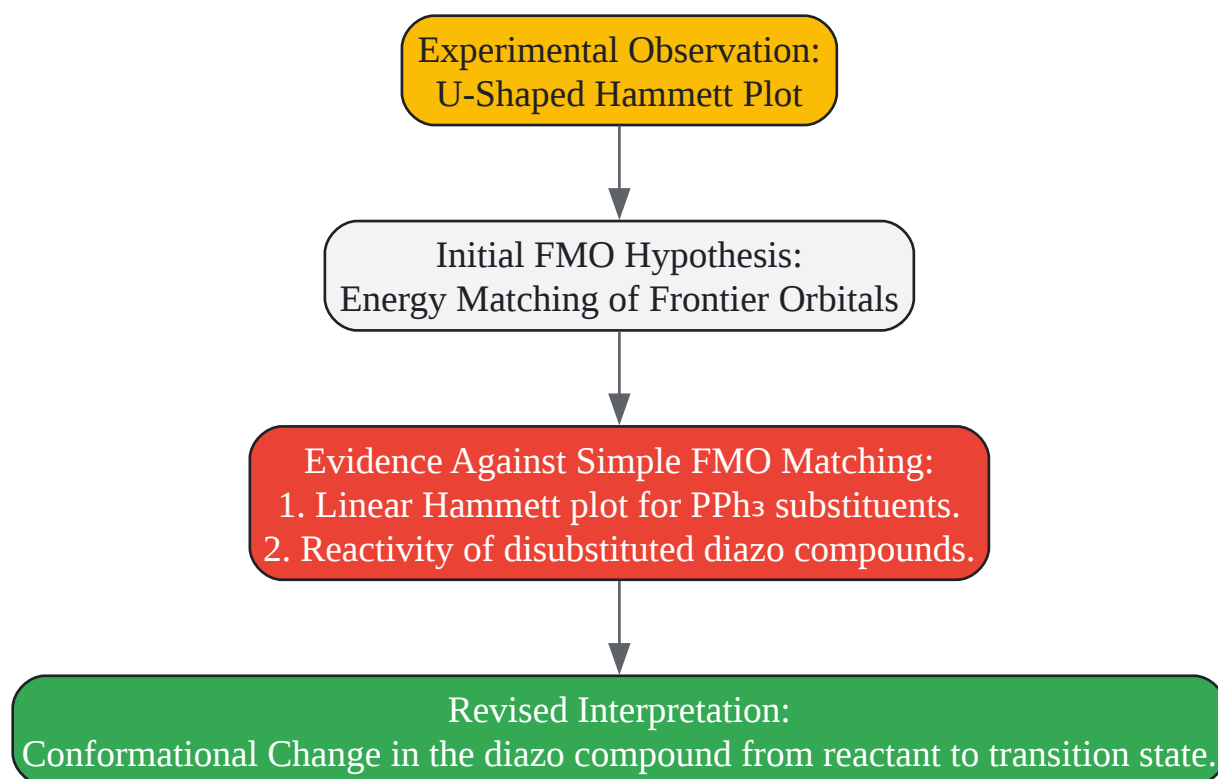 Experimental Observation:
U-Shaped Hammett Plot
Initial FMO Hypothesis:
Energy Matching of Frontier Orbitals
Evidence Against Simple FMO Matching:
1. Linear Hammett plot for PPh₃ substituents.
2. Reactivity of disubstituted diazo compounds.
Revised Interpretation:
Conformational Change in the diazo compound from reactant to transition state.